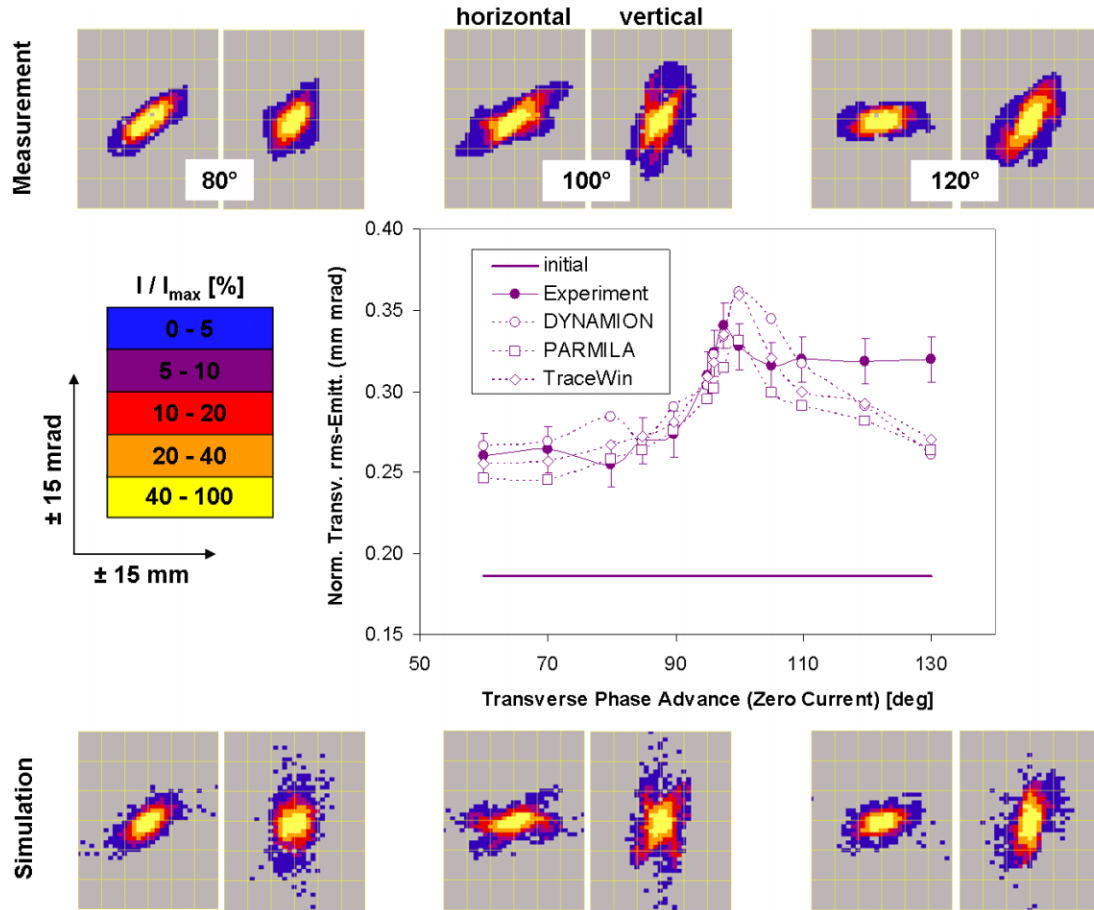 horizontal vertical
Measurement
80°
100°
120°
I / Imax [%]
0 - 5
5 - 10
10 - 20
20 - 40
40 - 100
± 15 mrad
± 15 mm
Norm. Transv. rms-Emitt. (mm mrad)
0.40
0.35
0.30
0.25
0.20
0.15
initial
Experiment
DYNAMION
PARMILA
TraceWin
50 70 90 110 130
Transverse Phase Advance (Zero Current) [deg]
Simulation